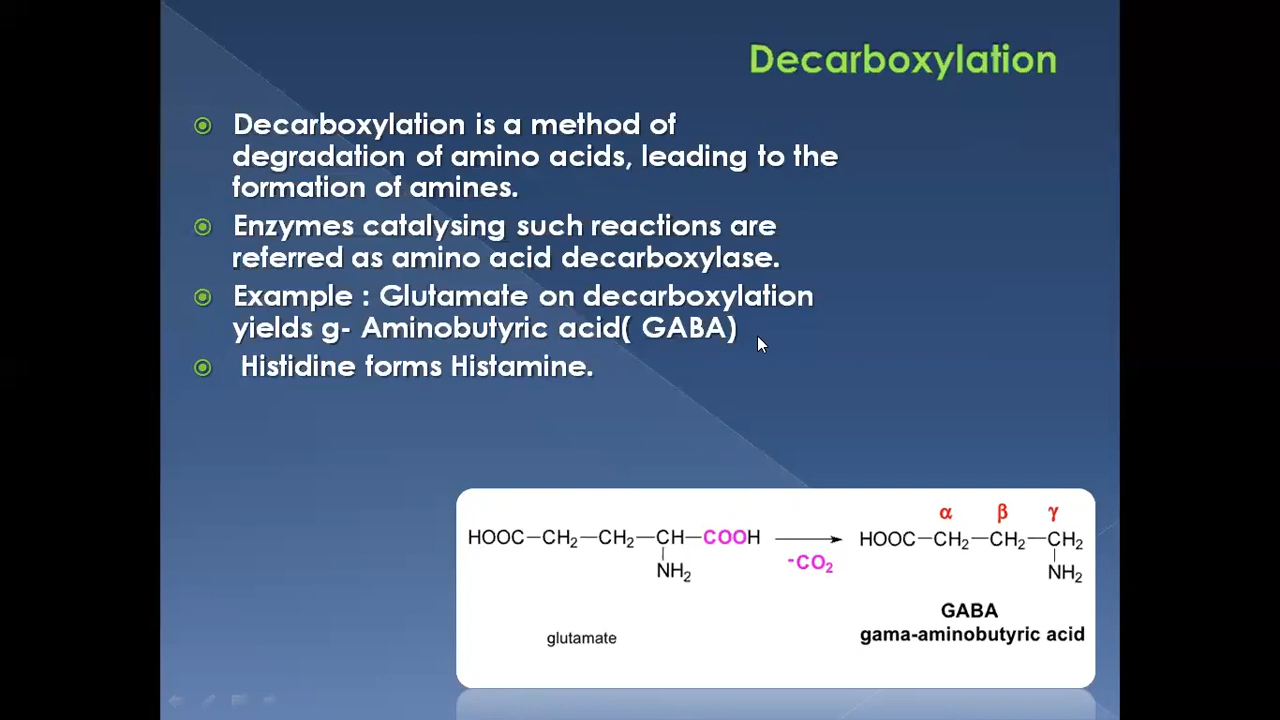 Decarboxylation
Decarboxylation is a method of
degradation of amino acids, leading to the
formation of amines.
Enzymes catalysing such reactions are
referred as amino acid decarboxylase.
Example : Glutamate on decarboxylation
yields g- Aminobutyric acid( GABA)
Histidine forms Histamine.
α β γ
HOOC-CH₂-CH₂-CH-COOH HOOC-CH₂-CH₂-CH₂
-CO₂
NH₂ NH₂
GABA
glutamate gama-aminobutyric acid